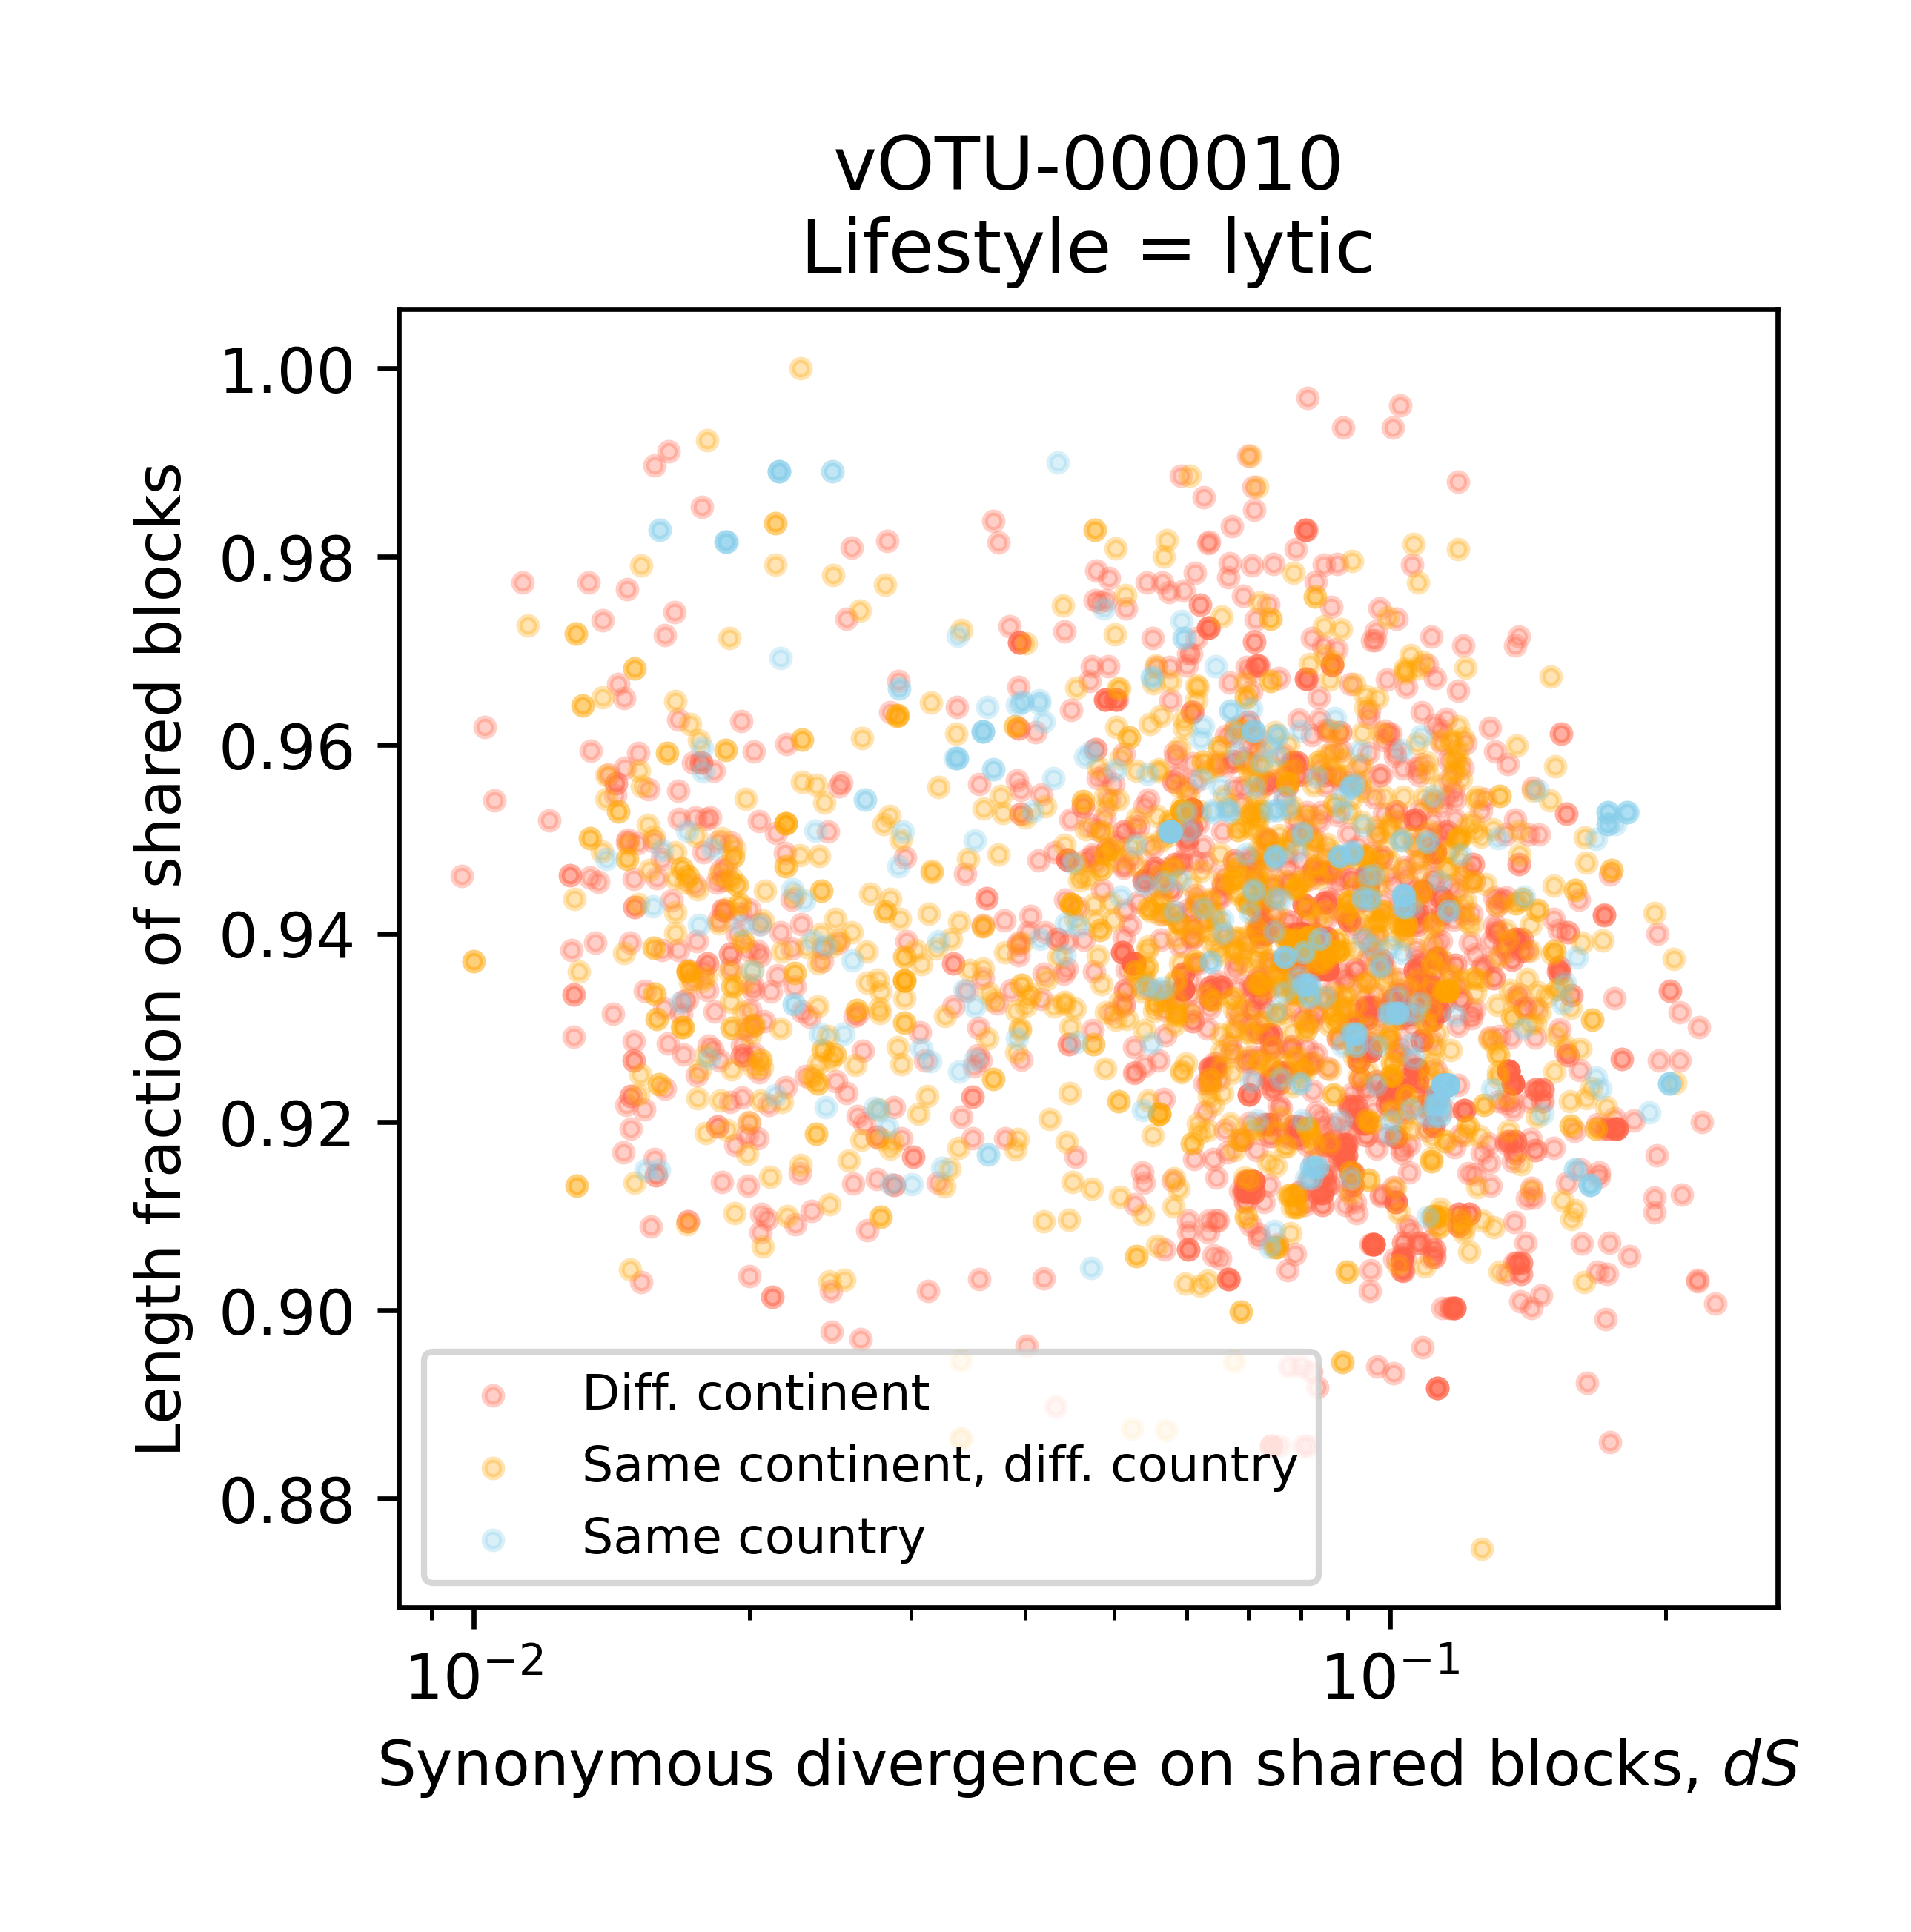 vOTU-000010
Lifestyle = lytic
Length fraction of shared blocks
1.00
0.98
0.96
0.94
0.92
0.90
0.88
Diff. continent
Same continent, diff. country
Same country
10⁻² 10⁻¹
Synonymous divergence on shared blocks, dS